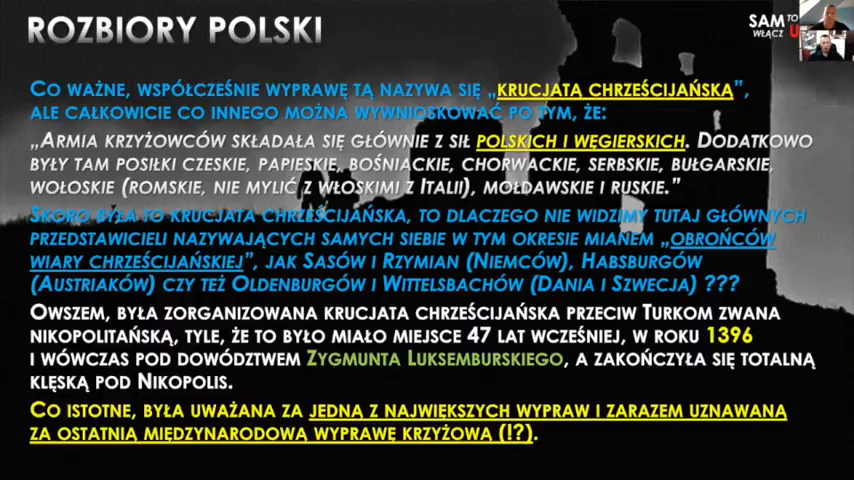 ROZBIORY POLSKI
SAM TO
WŁĄCZ U
CO WAŻNE, WSPÓŁCZEŚNIE WYPRAWĘ TĄ NAZYWA SIĘ „KRUCJATĄ CHRZEŚCIJAŃSKĄ",
ALE CAŁKOWICIE CO INNEGO MOŻNA WYWNIOSKOWAĆ PO TYM, ŻE:
„ARMIA KRZYŻOWCÓW SKŁADAŁA SIĘ GŁÓWNIE Z SIŁ POLSKICH I WĘGIERSKICH. DODATKOWO
BYŁY TAM POSIŁKI CZESKIE, PAPIESKIE, BOŚNIACKIE, CHORWACKIE, SERBSKIE, BUŁGARSKIE,
WOŁOSKIE (ROMSKIE, NIE MYLIĆ Z WŁOSKIMI Z ITALII), MOŁDAWSKIE I RUSKIE."
SKORO BYŁA TO KRUCJATA CHRZEŚCIJAŃSKA, TO DLACZEGO NIE WIDZIMY TUTAJ GŁÓWNYCH
PRZEDSTAWICIELI NAZYWAJĄCYCH SAMYCH SIEBIE W TYM OKRESIE MIANEM „OBROŃCÓW
WIARY CHRZEŚCIJAŃSKIEJ", JAK SASÓW I RZYMIAN (NIEMCÓW), HABSBURGÓW
(AUSTRIAKÓW) CZY TEŻ OLDENBURGÓW I WITTELSBACHÓW (DANIA I SZWECJA) ???
OWSZEM, BYŁA ZORGANIZOWANA KRUCJATA CHRZEŚCIJAŃSKA PRZECIW TURKOM ZWANA
NIKOPOLITAŃSKĄ, TYLE, ŻE TO BYŁO MIAŁO MIEJSCE 47 LAT WCZEŚNIEJ, W ROKU 1396
I WÓWCZAS POD DOWÓDZTWEM ZYGMUNTA LUKSEMBURSKIEGO, A ZAKOŃCZYŁA SIĘ TOTALNĄ
KLĘSKĄ POD NIKOPOLIS.
CO ISTOTNE, BYŁA UWAŻANA ZA JEDNĄ Z NAJWIĘKSZYCH WYPRAW I ZARAZEM UZNAWANĄ
ZA OSTATNIĄ MIĘDZYNARODOWĄ WYPRAWĘ KRZYŻOWĄ (!?).